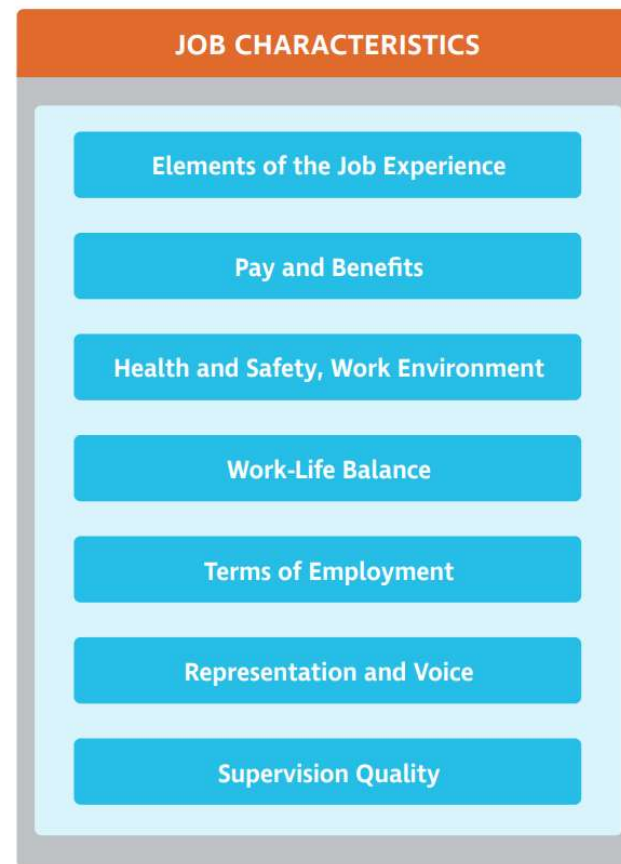 JOB CHARACTERISTICS
Elements of the Job Experience
Pay and Benefits
Health and Safety, Work Environment
Work-Life Balance
Terms of Employment
Representation and Voice
Supervision Quality